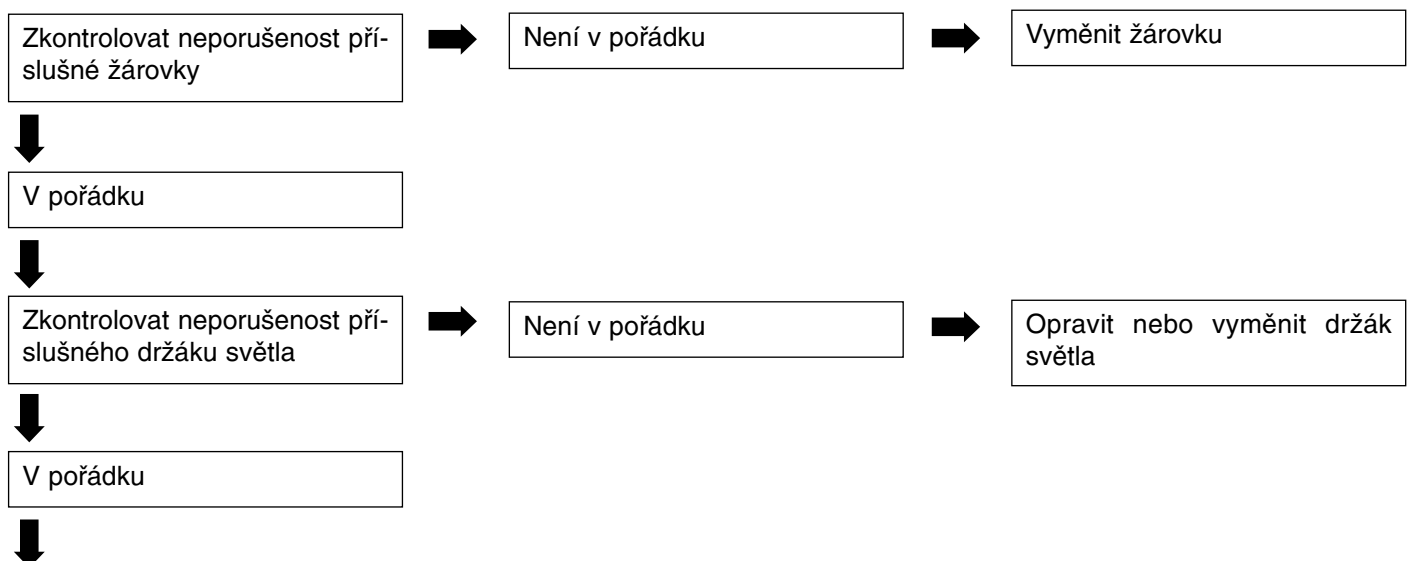 Zkontrolovat neporušenost pří-
slušné žárovky
Není v pořádku
Vyměnit žárovku
V pořádku
Zkontrolovat neporušenost pří-
slušného držáku světla
Není v pořádku
Opravit nebo vyměnit držák
světla
V pořádku